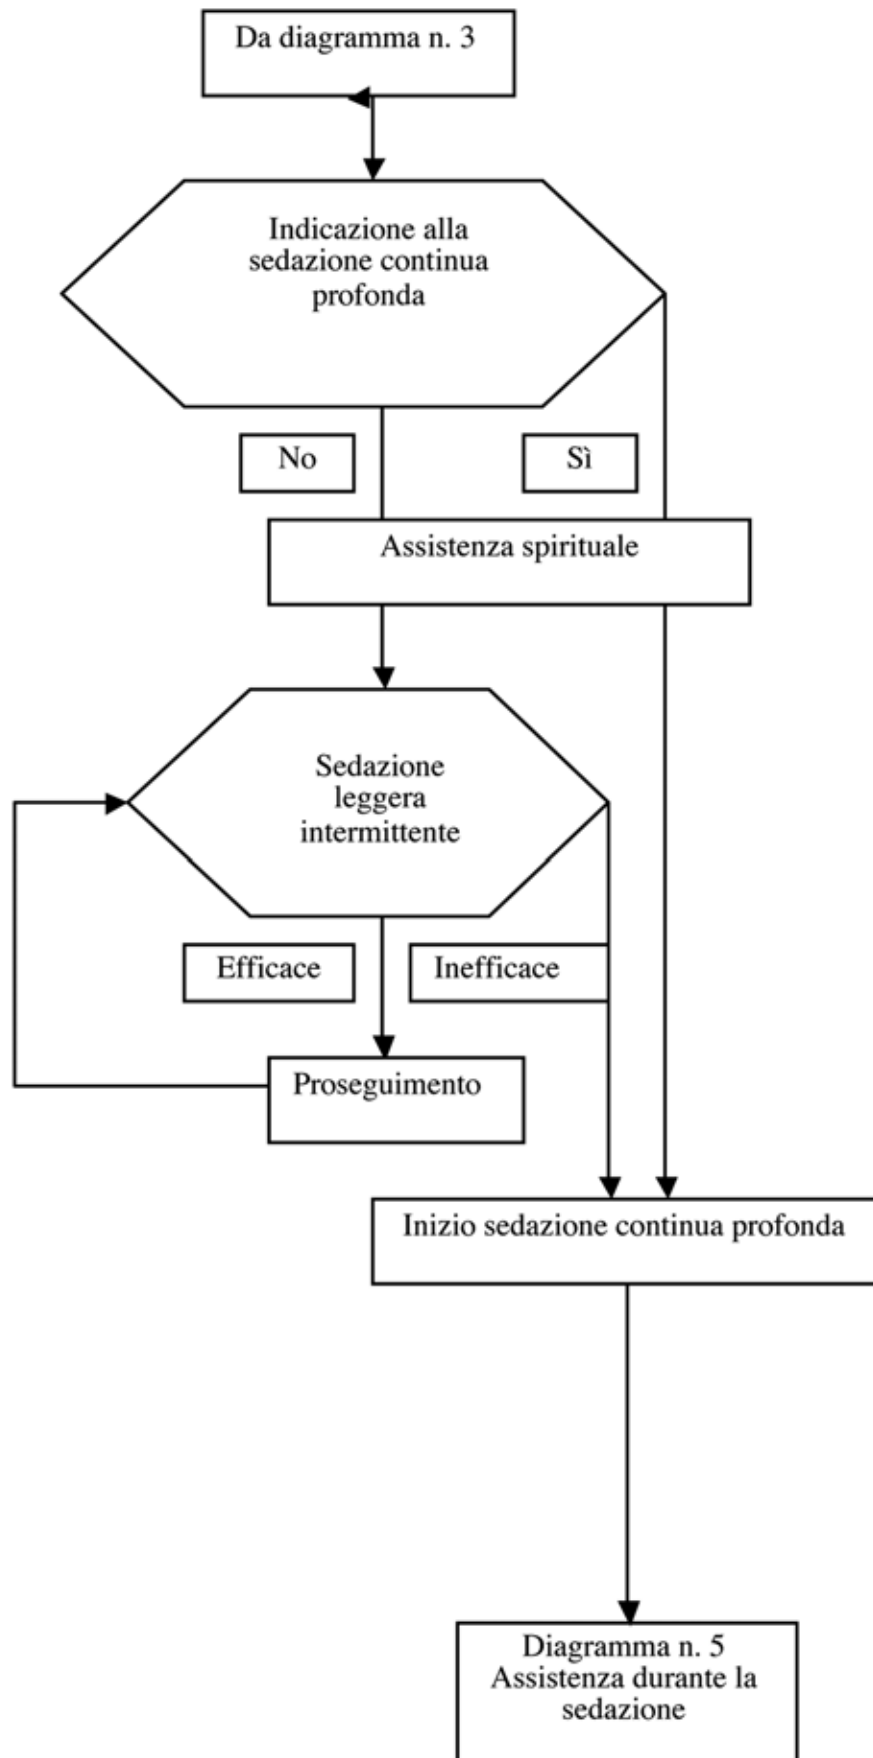 Da diagramma n. 3
Indicazione alla
sedazione continua
profonda
No
Sì
Assistenza spirituale
Sedazione
leggera
intermittente
Efficace
Inefficace
Proseguimento
Inizio sedazione continua profonda
Diagramma n. 5
Assistenza durante la
sedazione